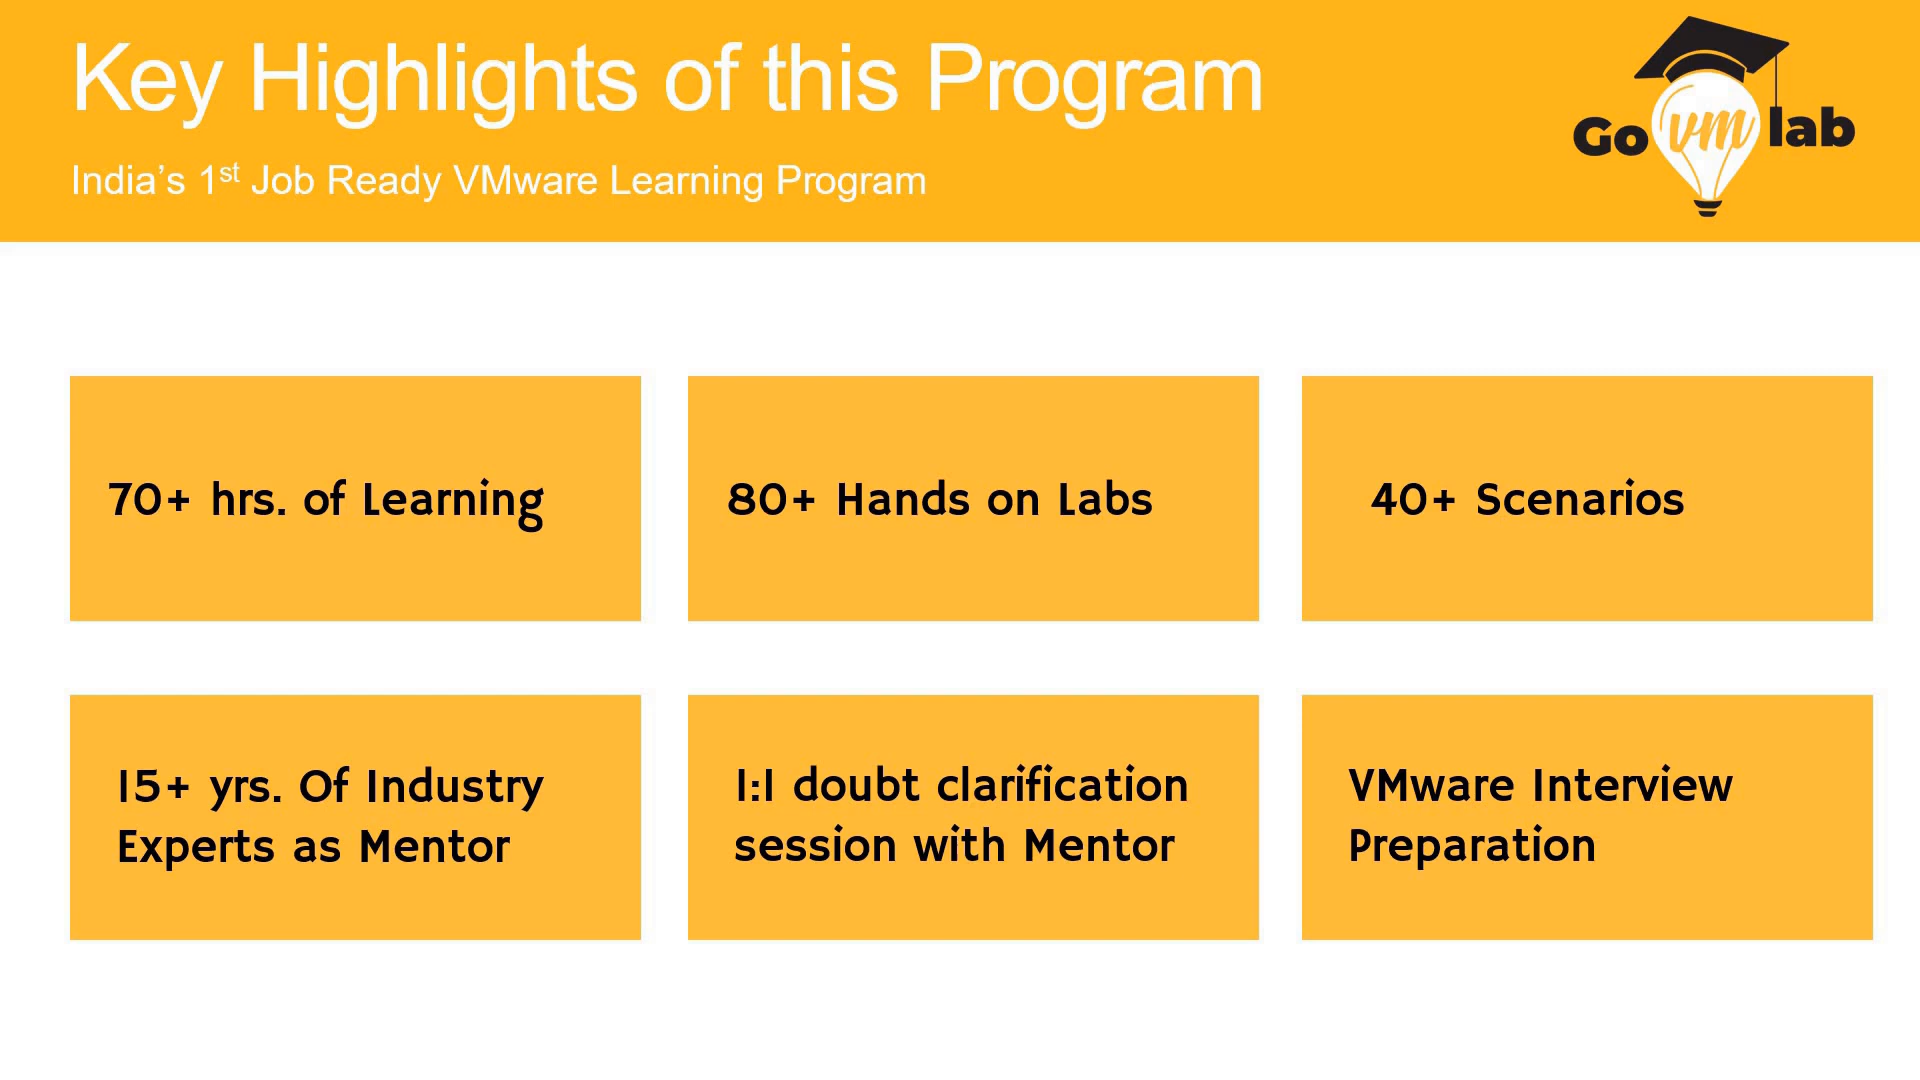 Key Highlights of this Program
India's 1st Job Ready VMware Learning Program
Go vm lab
70+ hrs. of Learning
80+ Hands on Labs
40+ Scenarios
15+ yrs. Of Industry
Experts as Mentor
1:1 doubt clarification
session with Mentor
VMware Interview
Preparation